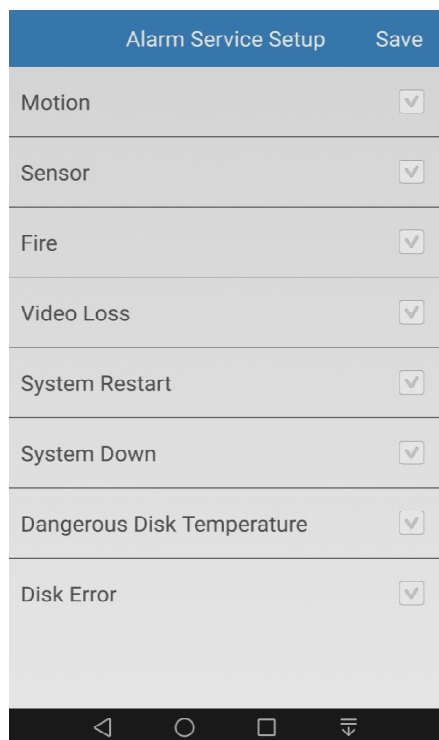 Alarm Service Setup Save
Motion
Sensor
Fire
Video Loss
System Restart
System Down
Dangerous Disk Temperature
Disk Error